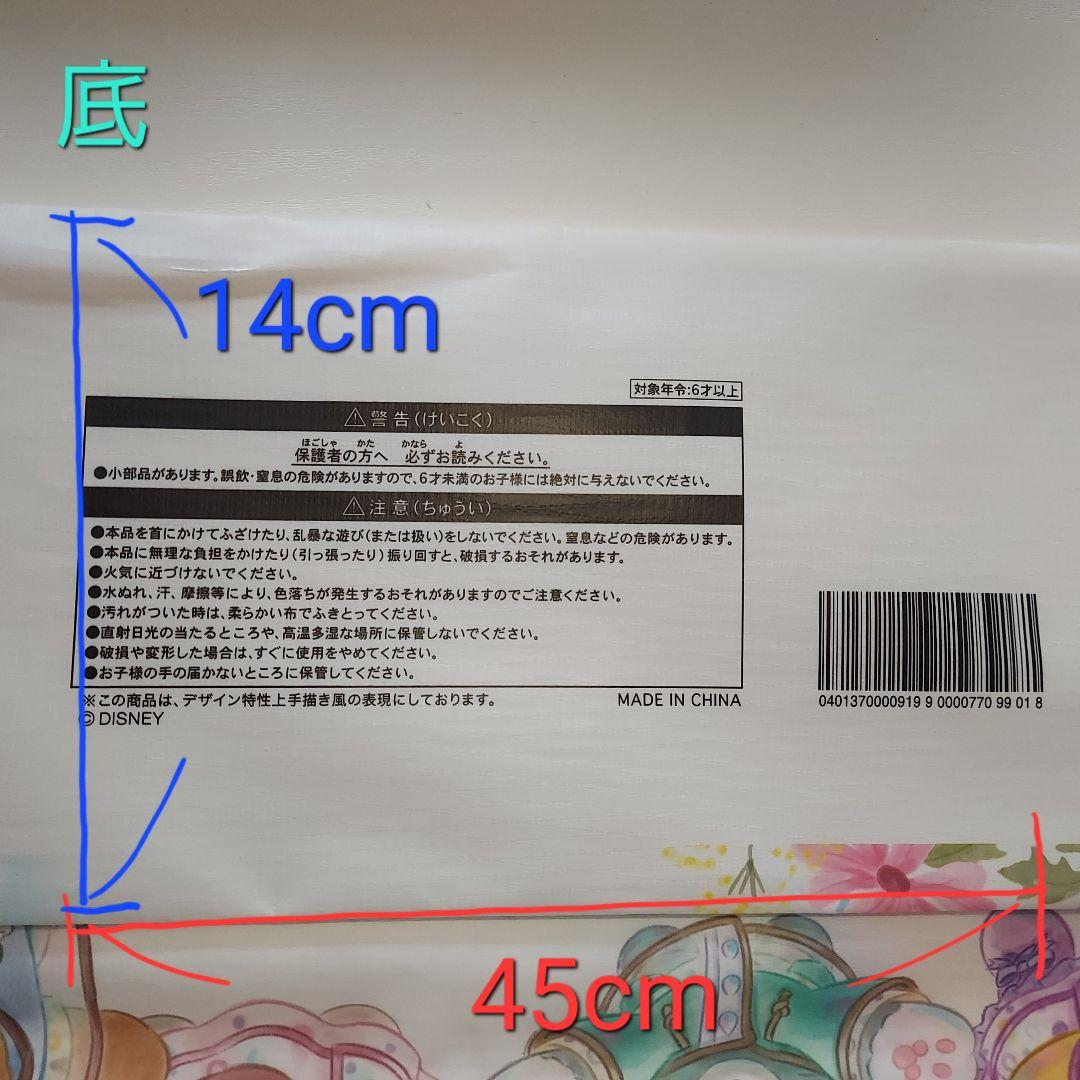 底
14cm
対象年令:6才以上
⚠警告(けいこく)
ほごしゃ かた かなら よ
保護者の方へ 必ずお読みください。
●小部品があります。誤飲・窒息の危険がありますので、6才未満のお子様には絶対に与えないでください。
⚠注意(ちゅうい)
●本品を首にかけてふざけたり、乱暴な遊び(または扱い)をしないでください。窒息などの危険があります。
●本品に無理な負担をかけたり(引っ張ったり)振り回すと、破損するおそれがあります。
●火気に近づけないでください。
●水ぬれ、汗、摩擦等により、色落ちが発生するおそれがありますのでご注意ください。
●汚れがついた時は、柔らかい布でふきとってください。
●直射日光の当たるところや、高温多湿な場所に保管しないでください。
●破損や変形した場合は、すぐに使用をやめてください。
●お子様の手の届かないところに保管してください。
※この商品は、デザイン特性上手描き風の表現にしております。 MADE IN CHINA
© DISNEY
0401370000919 9 0000770 99 01 8
45cm